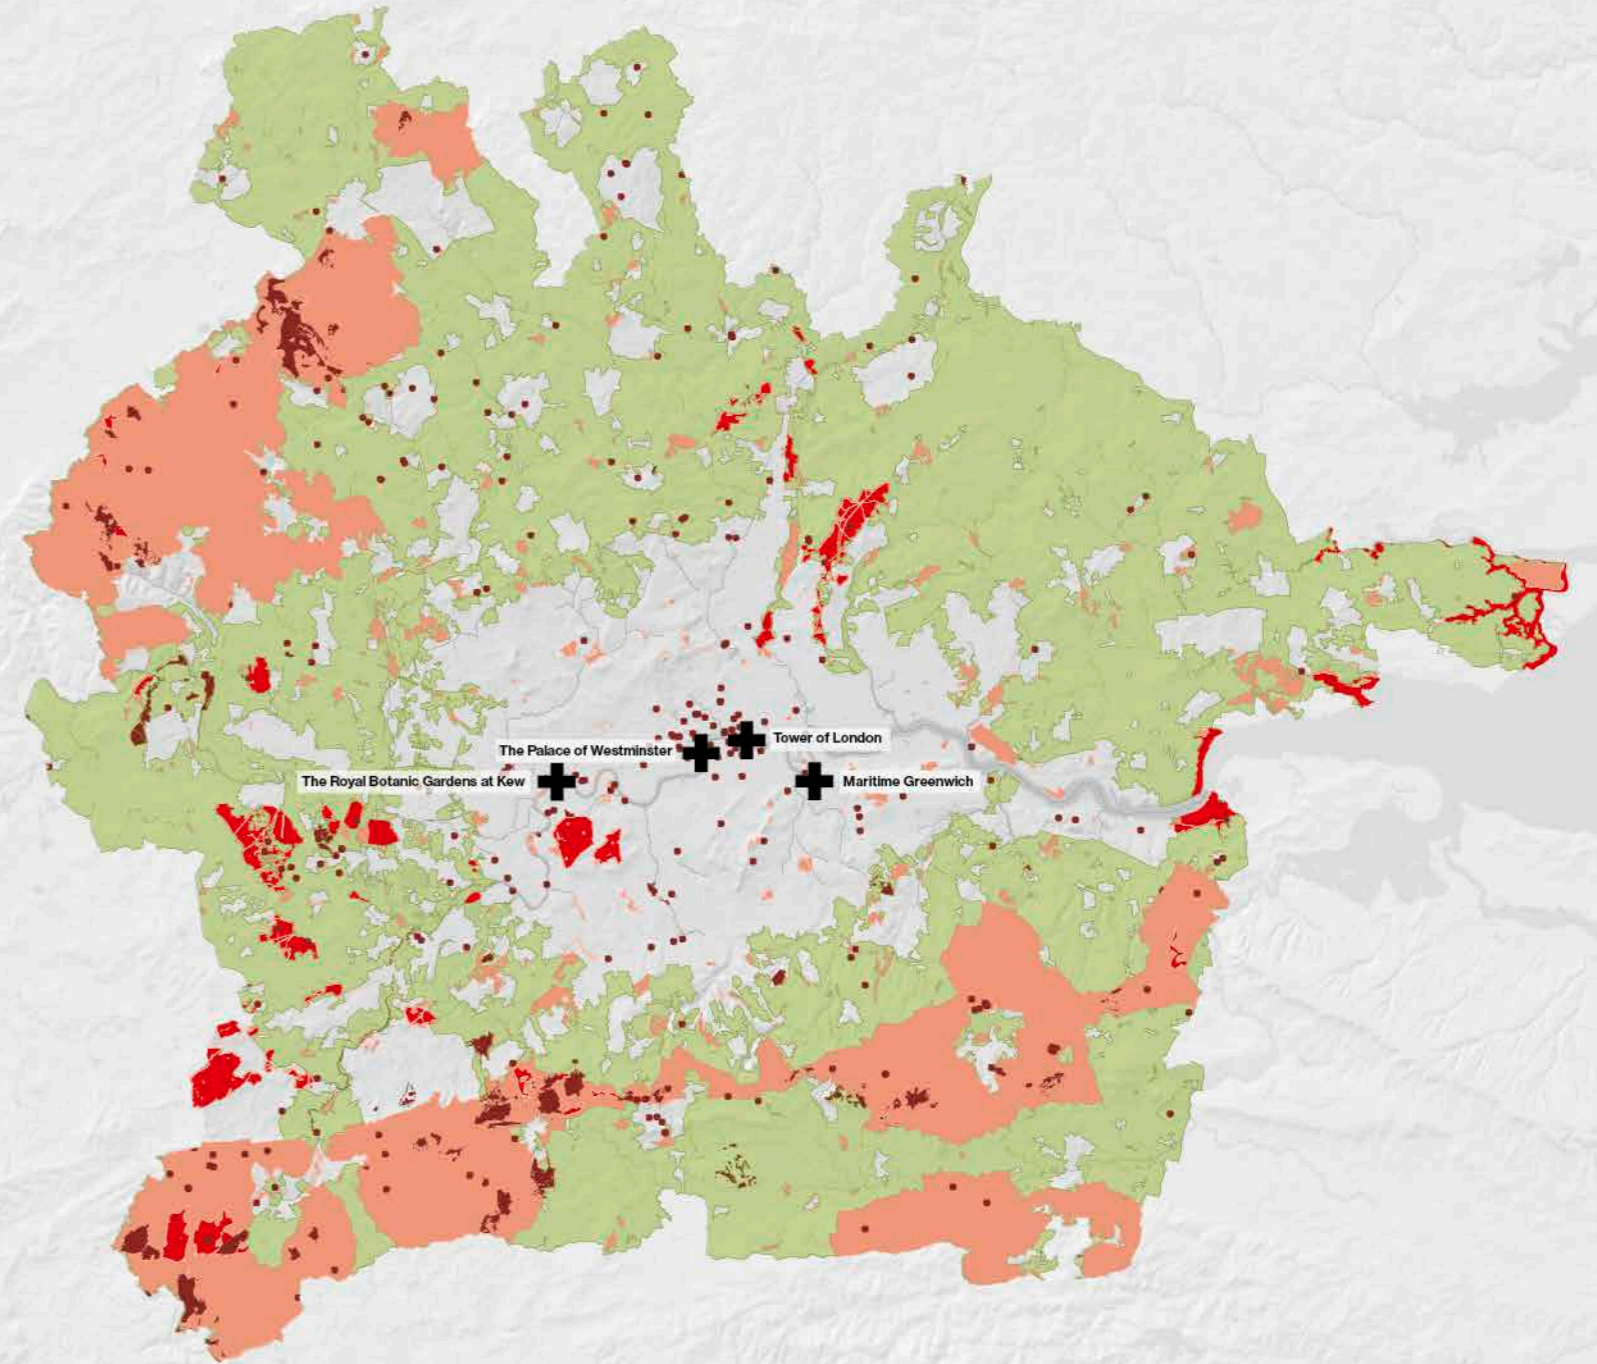 Tower of London
The Palace of Westminster
The Royal Botanic Gardens at Kew
Maritime Greenwich